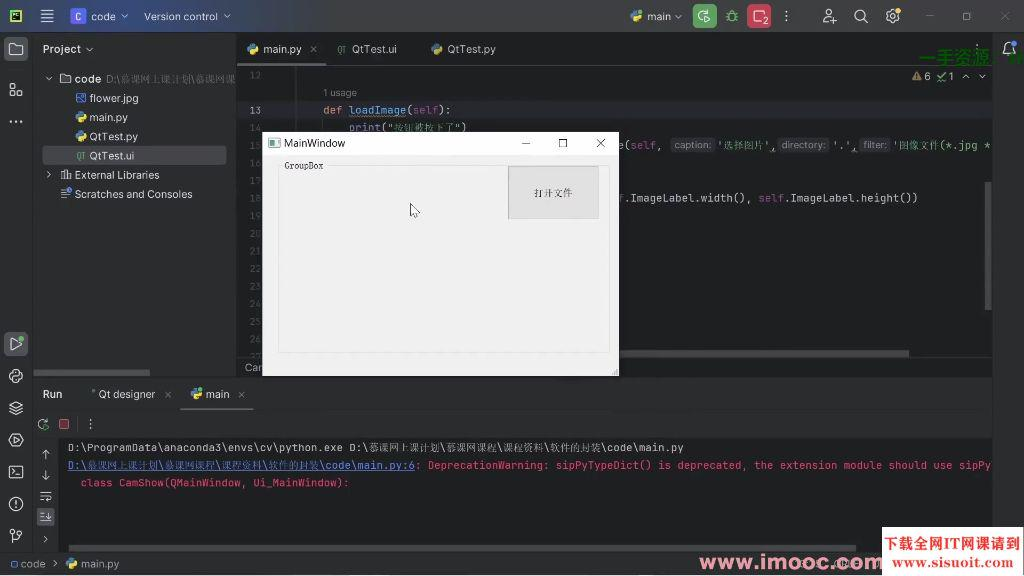 C code Version control main 2
Project
main.py QtTest.ui QtTest.py
一手资源
code D:\慕课网上课计划\慕课网课
flower.jpg
main.py
QtTest.py
QtTest.ui
External Libraries
Scratches and Consoles
6 1
12
1 usage
13 def loadImage(self):
14 print("按钮被按下了")
15 (self, caption: '选择图片', directory: '.', filter: '图像文件(*.jpg *
18 .ImageLabel.width(), self.ImageLabel.height())
19
20
21
22
23
24
25
26
MainWindow
GroupBox
打开文件
Run Qt designer main
D:\ProgramData\anaconda3\envs\cv\python.exe D:\慕课网上课计划\慕课网课程\课程资料\软件的封装\code\main.py
D:\慕课网上课计划\慕课网课程\课程资料\软件的封装\code\main.py:6: DeprecationWarning: sipPyTypeDict() is deprecated, the extension module should use sipPy
class CamShow(QMainWindow, Ui_MainWindow):
code main.py
www.imooc.com
下载全网IT网课请到
www.sisuoit.com